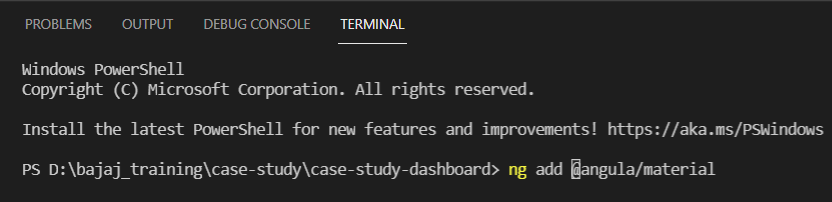 PROBLEMS OUTPUT DEBUG CONSOLE TERMINAL
Windows PowerShell
Copyright (C) Microsoft Corporation. All rights reserved.
Install the latest PowerShell for new features and improvements! https://aka.ms/PSWindows
PS D:\bajaj_training\case-study\case-study-dashboard> ng add @angula/material